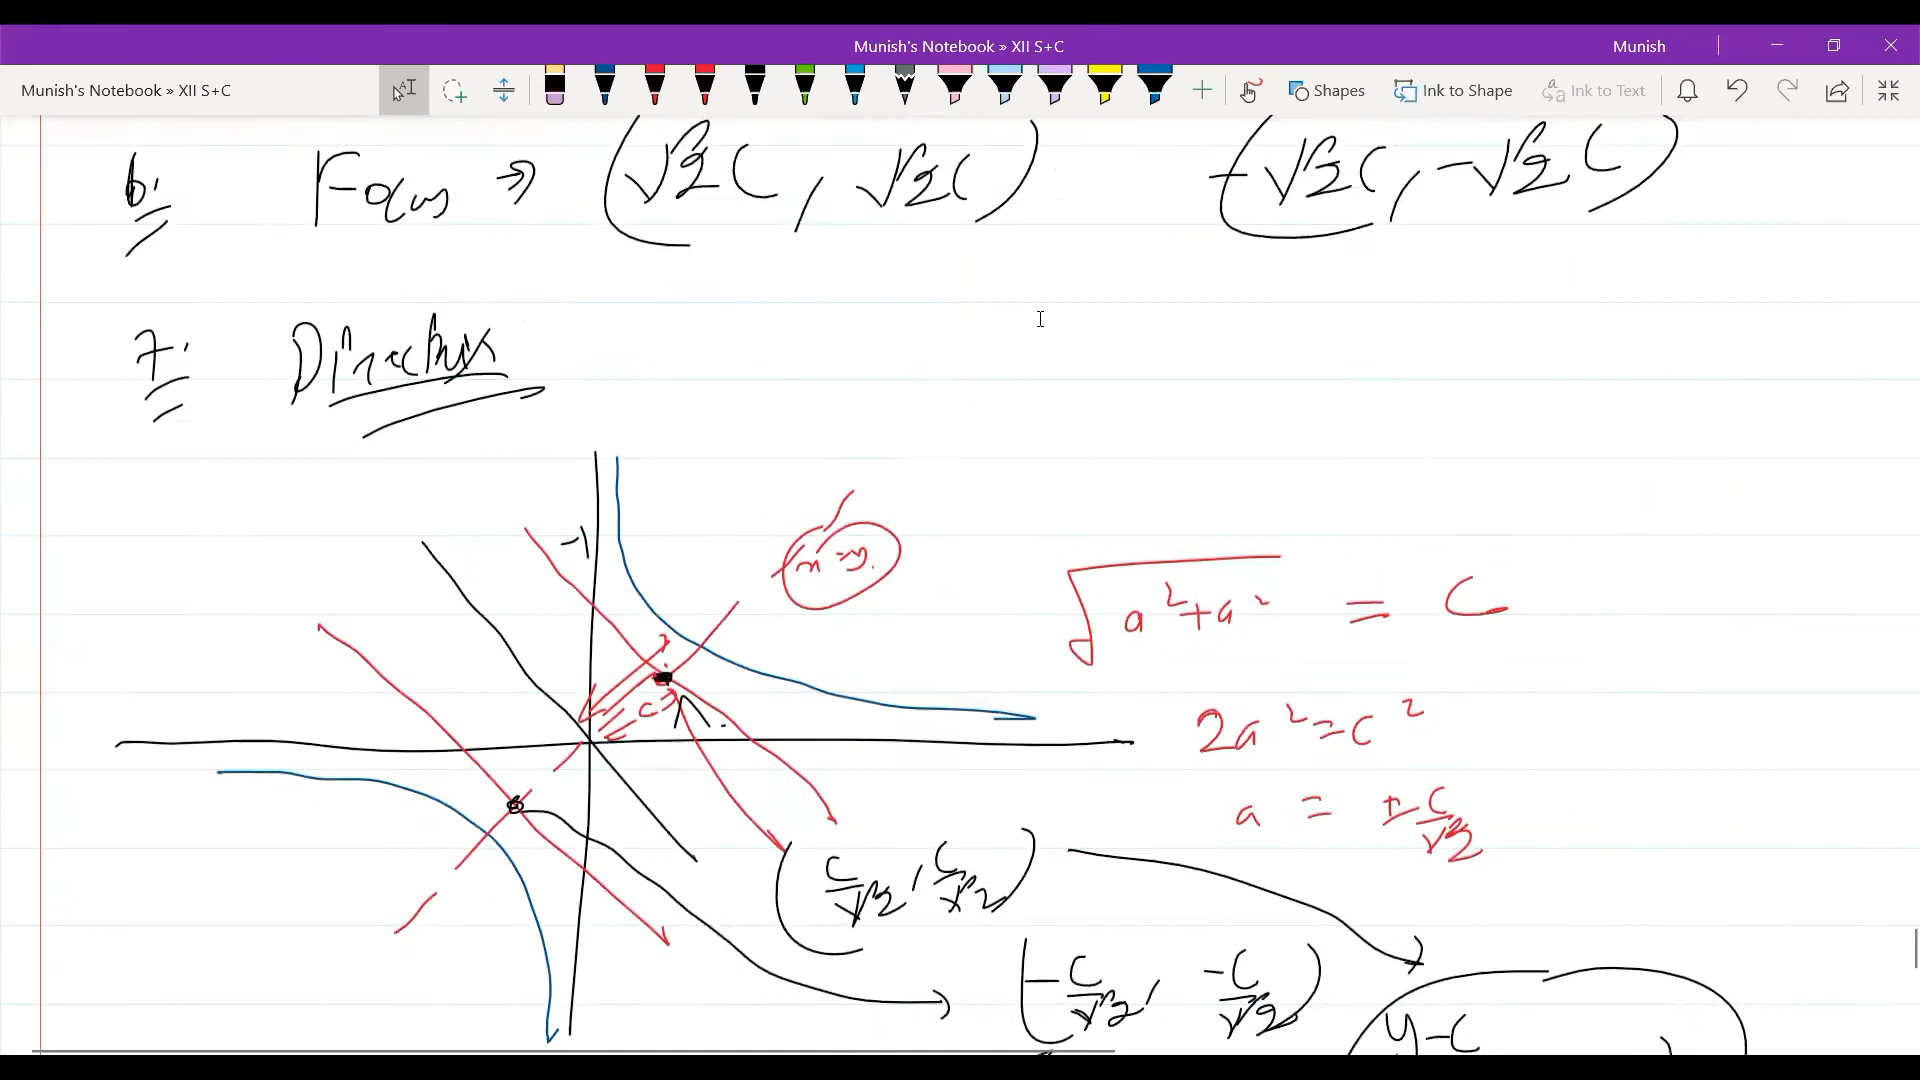 Munish's Notebook » XII S+C
Munish
Munish's Notebook » XII S+C
Shapes
Ink to Shape
Ink to Text
6. Focus → (√2C, √2C) (-√2C, -√2C)
7. Directrix
-1
x=y
C
√(a²+a²) = C
2a² = c²
a = ± C/√2
(C/√2, C/√2)
(-C/√2, -C/√2)
y-C